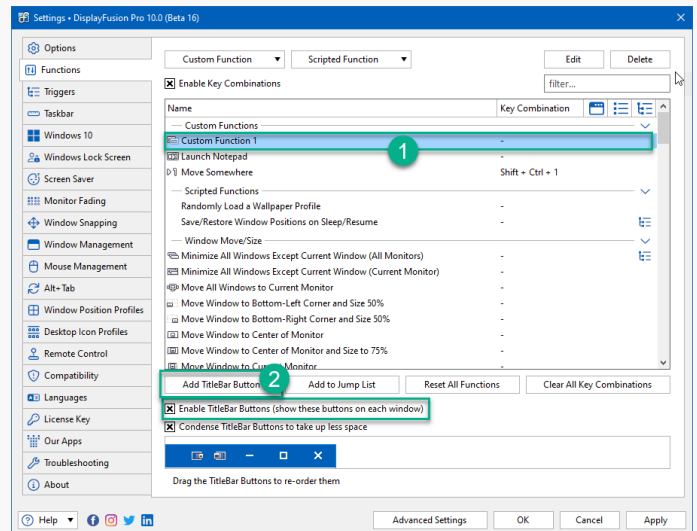 Settings • DisplayFusion Pro 10.0 (Beta 16)
Options
Functions
Triggers
Taskbar
Windows 10
Windows Lock Screen
Screen Saver
Monitor Fading
Window Snapping
Window Management
Mouse Management
Alt+Tab
Window Position Profiles
Desktop Icon Profiles
Remote Control
Compatibility
Languages
License Key
Our Apps
Troubleshooting
About
Custom Function Scripted Function Edit Delete
Enable Key Combinations filter...
Name Key Combination
Custom Functions
Custom Function 1 - 1
Launch Notepad -
Move Somewhere Shift + Ctrl + 1
Scripted Functions
Randomly Load a Wallpaper Profile -
Save/Restore Window Positions on Sleep/Resume -
Window Move/Size
Minimize All Windows Except Current Window (All Monitors) -
Minimize All Windows Except Current Window (Current Monitor) -
Move All Windows to Current Monitor -
Move Window to Bottom-Left Corner and Size 50% -
Move Window to Bottom-Right Corner and Size 50% -
Move Window to Center of Monitor -
Move Window to Center of Monitor and Size to 75% -
Move Window to Current Monitor -
Add TitleBar Button 2 Add to Jump List Reset All Functions Clear All Key Combinations
Enable TitleBar Buttons (show these buttons on each window)
Condense TitleBar Buttons to take up less space
Drag the TitleBar Buttons to re-order them
Help Advanced Settings OK Cancel Apply